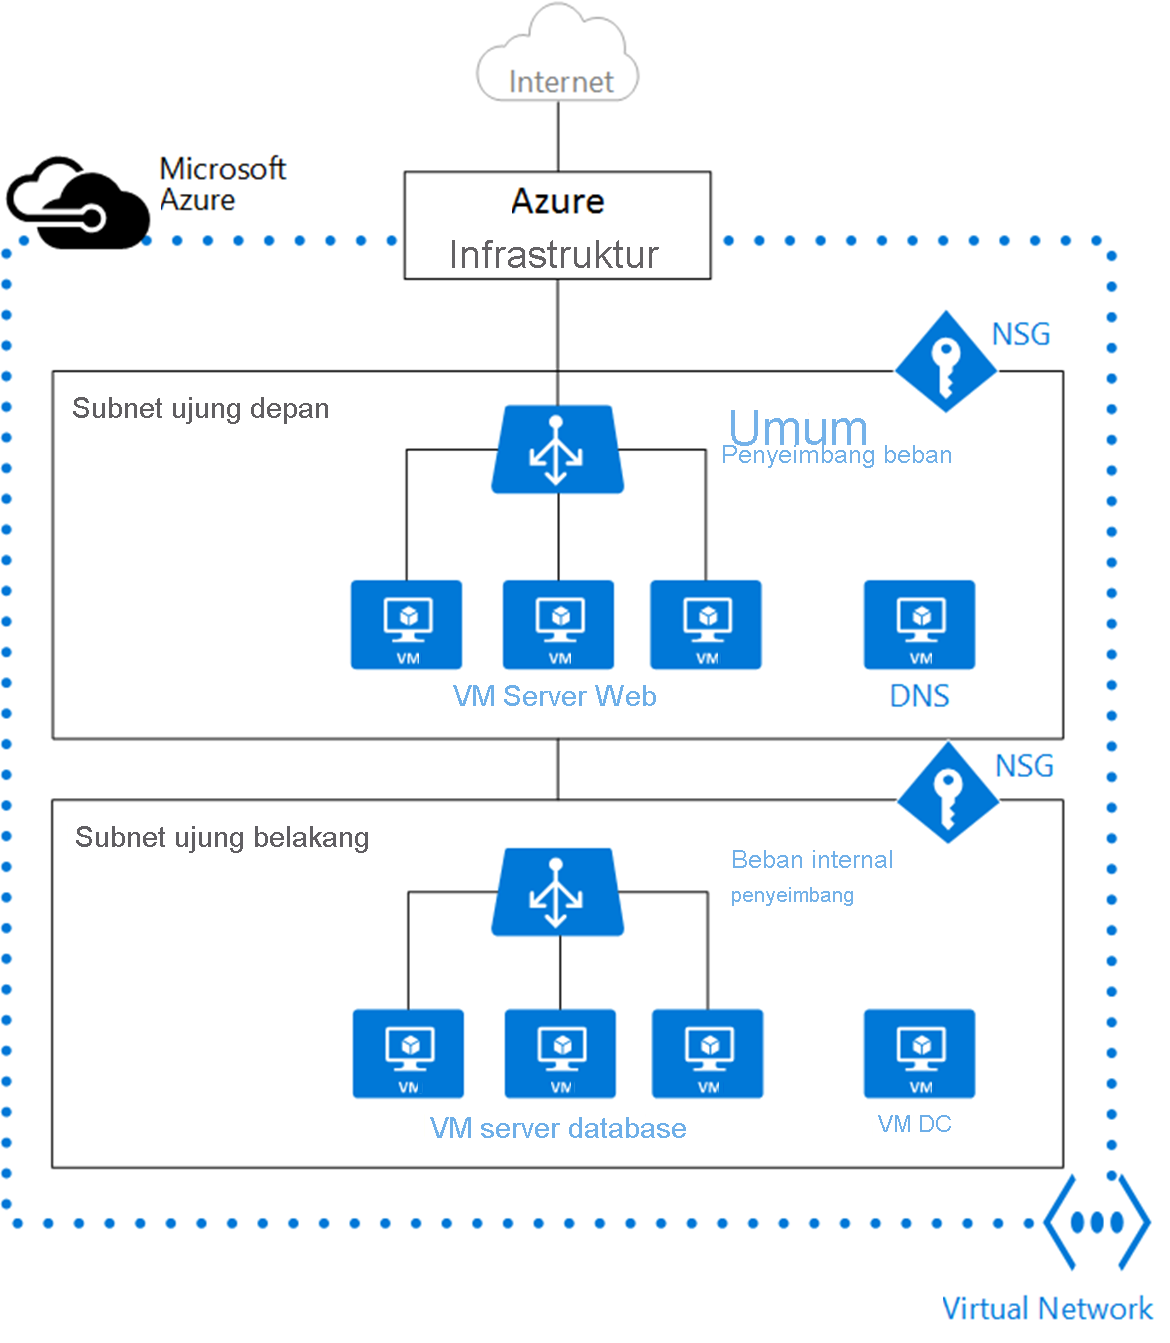 Internet
Microsoft
Azure
Azure
Infrastruktur
NSG
Subnet ujung depan
Umum
Penyeimbang beban
VM
VM
VM
VM
VM Server Web
DNS
NSG
Subnet ujung belakang
Beban internal
penyeimbang
VM
VM
VM
VM
VM server database
VM DC
Virtual Network